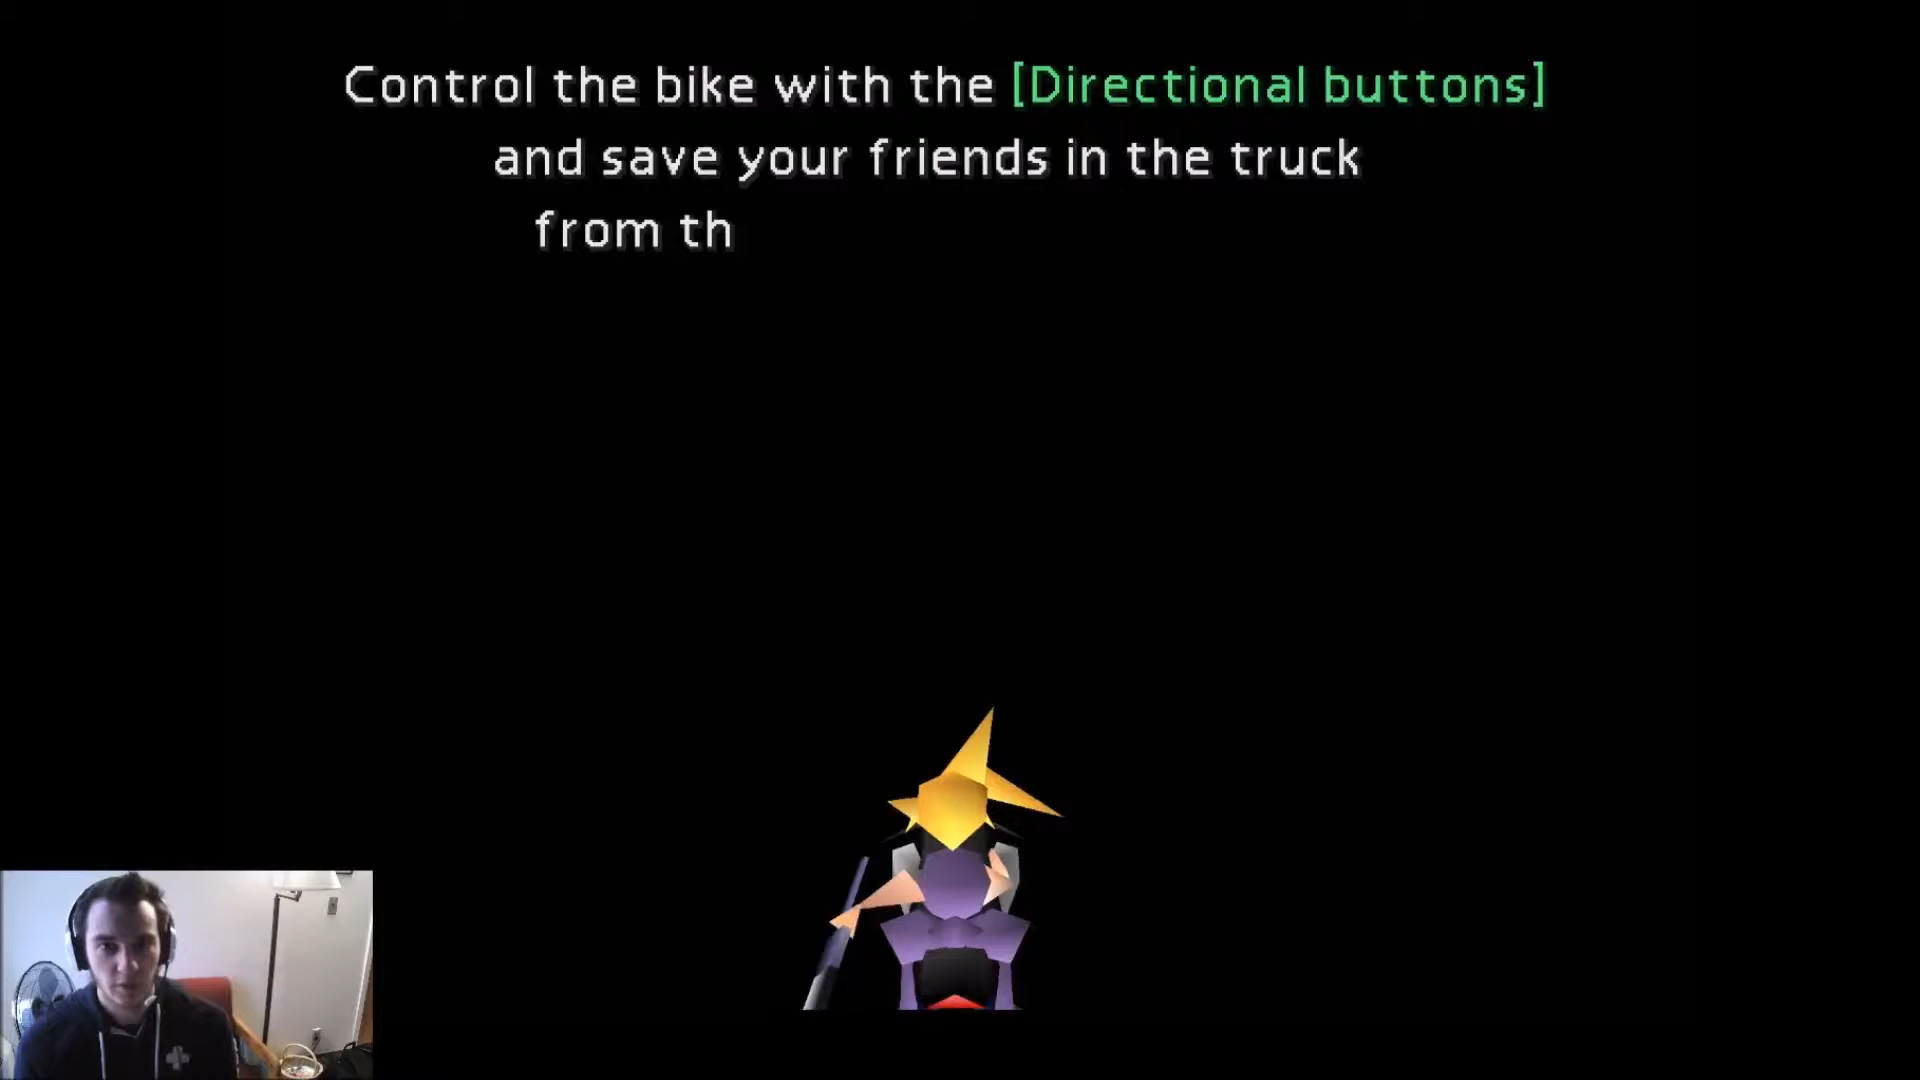 Control the bike with the [Directional buttons]
and save your friends in the truck
from th